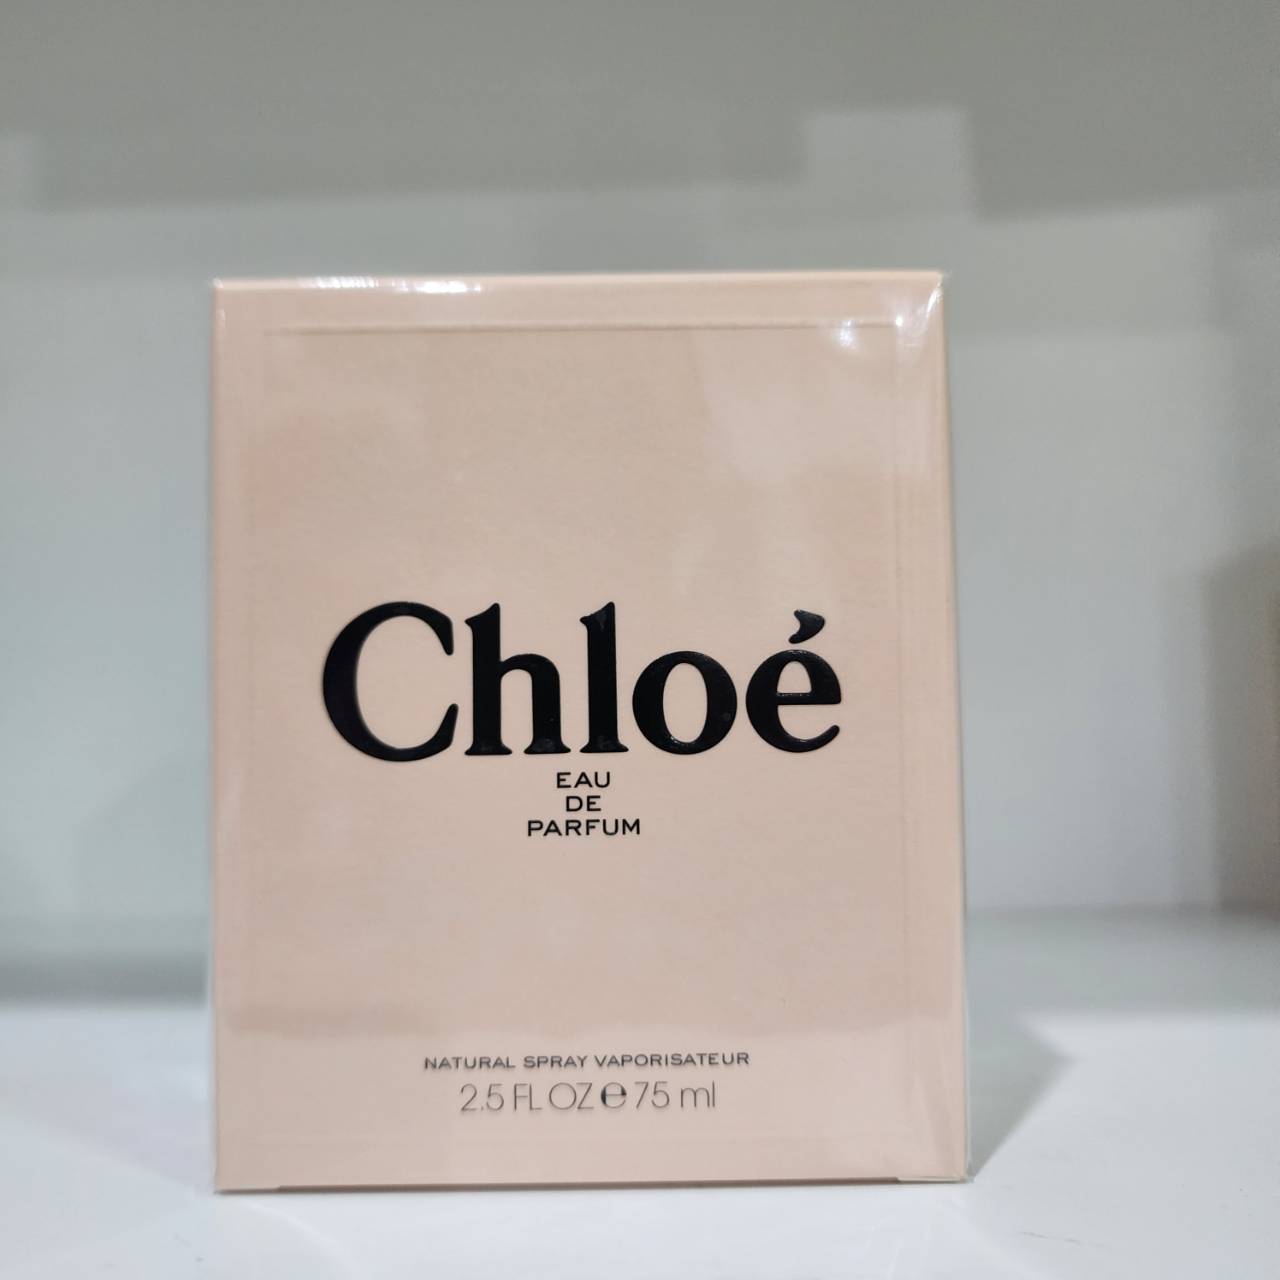 Chloé
EAU
DE
PARFUM
NATURAL SPRAY VAPORISATEUR
2.5 FL OZ ℮ 75 ml